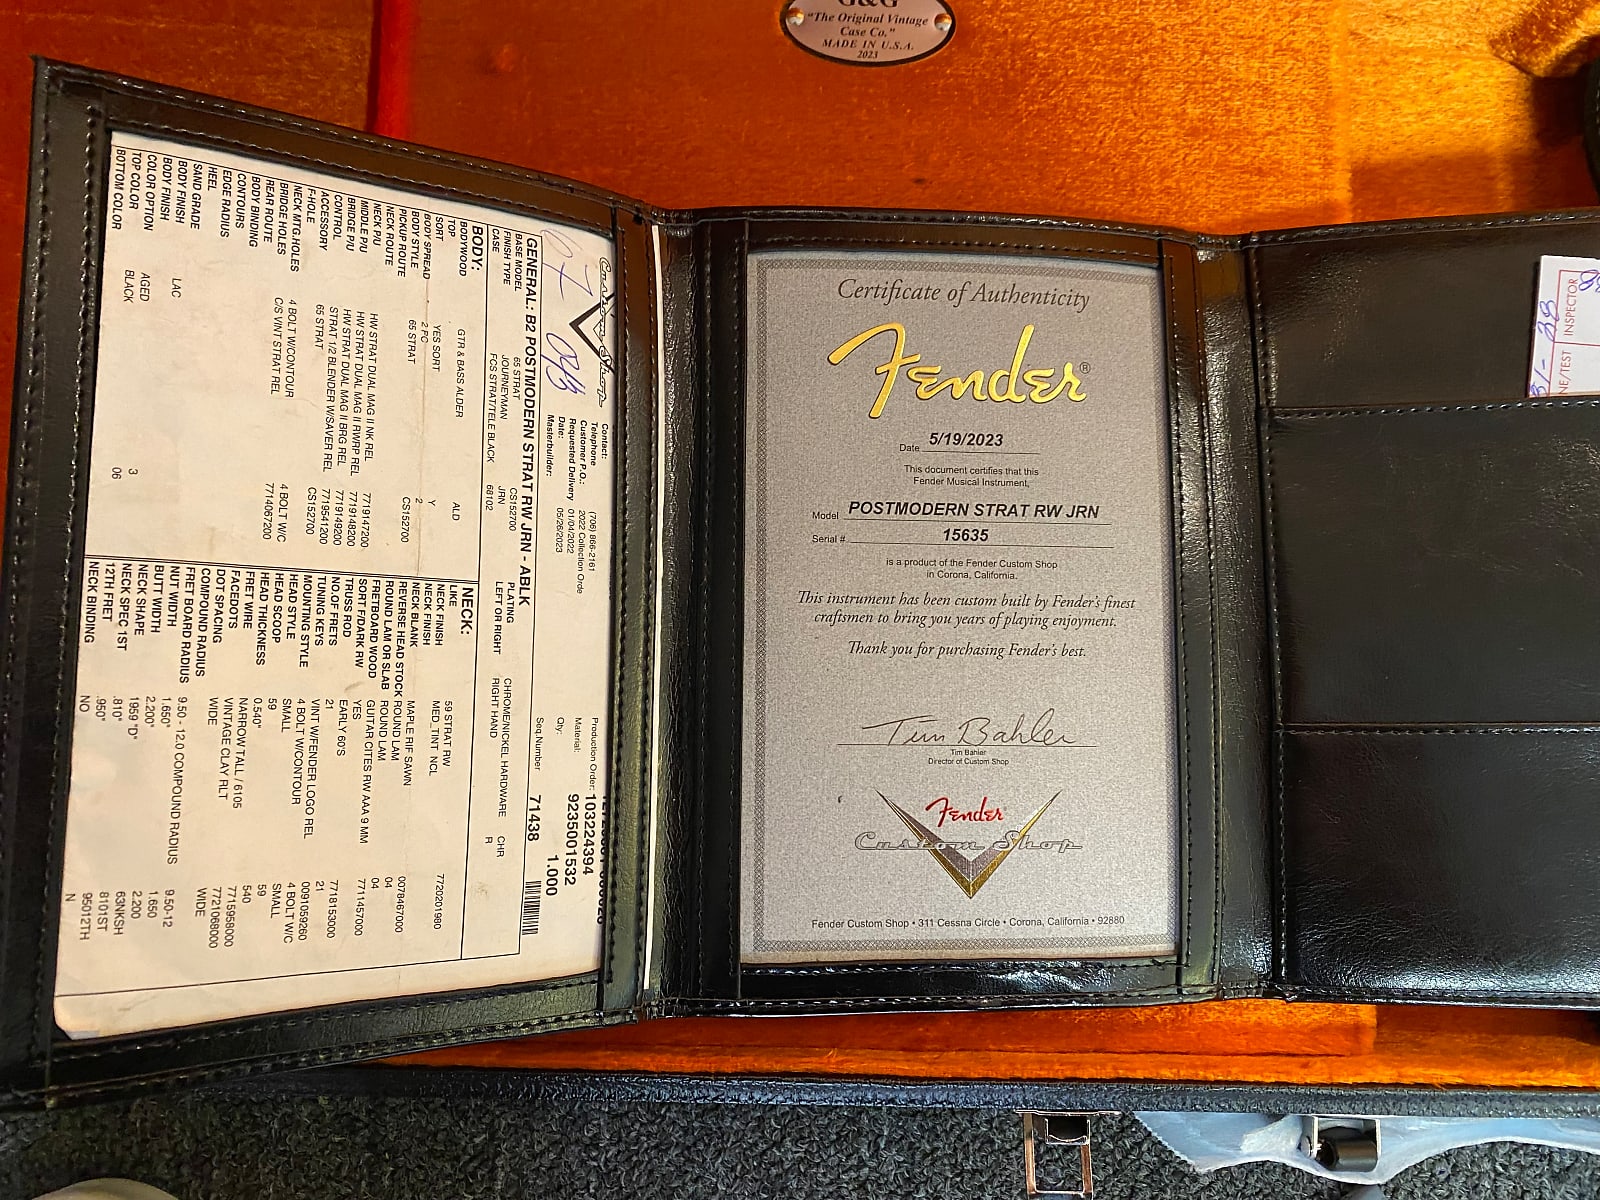 G&G
"The Original Vintage
Case Co."
MADE IN U.S.A.
2023
Custom Shop
Contact:
Telephone (706) 866-2161
Customer P.O.: 2022 Collection Orde
Requested Delivery 01/04/2022
Date: 05/26/2023
Masterbuilder:
Production Order: 103224394
Material: 9235001532
Qty: 1.000
GENERAL: B2 POSTMODERN STRAT RW JRN - ABLK
Seq.Number 71438
BASE MODEL 65 STRAT CS152700 PLATING CHROME/NICKEL HARDWARE CHR
FINISH TYPE JOURNEYMAN JRN LEFT OR RIGHT RIGHT HAND R
CASE FCS STRAT/TELE BLACK 68102
BODY:
BODYWOOD GTR & BASS ALDER ALD
TOP
SORT YES SORT Y
BODY SPREAD 2 PC 2
BODY STYLE 65 STRAT CS152700
PICKUP ROUTE
NECK ROUTE
NECK P/U HW STRAT DUAL MAG II NK REL 7719147200
MIDDLE P/U HW STRAT DUAL MAG II RWRP REL 7719148200
BRIDGE P/U HW STRAT DUAL MAG II BRG REL 7719149200
CONTROL STRAT 1/2 BLENDER W/SAVER REL 7719541200
ACCESSORY 65 STRAT CS152700
F-HOLE
NECK MTG.HOLES 4 BOLT W/CONTOUR 4 BOLT W/C
BRIDGE HOLES C/S VINT STRAT REL 7714067200
REAR ROUTE
BODY BINDING
CONTOURS
EDGE RADIUS
HEEL
SAND GRADE
BODY FINISH LAC
BODY FINISH
COLOR OPTION AGED 3
TOP COLOR BLACK 06
BOTTOM COLOR
NECK:
LIKE 59 STRAT RW
NECK FINISH MED_TINT NCL 7720201980
NECK FINISH
NECK BLANK MAPLE RIF SAWN 0078467000
REVERSE HEAD STOCK
ROUND LAM OR SLAB ROUND LAM 04
FRETBOARD WOOD GUITAR CITES RW AAA 9 MM 7711457000
SORT F/DARK RW YES
TRUSS ROD EARLY 60'S 7718153000
NO.OF FRETS 21 21
TUNING KEYS VINT W/FENDER LOGO REL 0091059280
MOUNTING STYLE 4 BOLT W/CONTOUR 4 BOLT W/C
HEAD STYLE SMALL SMALL
HEAD SCOOP 59 59
HEAD THICKNESS 0.540" 540
FRET WIRE NARROW TALL / 6105 7715958000
FACEDOTS VINTAGE CLAY RLT 7721068000
DOT SPACING WIDE WIDE
COMPOUND RADIUS
FRET BOARD RADIUS 9.50 - 12.0 COMPOUND RADIUS 9.50-12
NUT WIDTH 1.650" 1.650
BUTT WIDTH 2.200" 2.200
NECK SHAPE 1959 "D" 63NKSH
NECK SPEC 1ST .810" 8101ST
12TH FRET .950" 95012TH
NECK BINDING NO N
Certificate of Authenticity
Fender®
Date 5/19/2023
This document certifies that this
Fender Musical Instrument,
Model POSTMODERN STRAT RW JRN
Serial # 15635
is a product of the Fender Custom Shop
in Corona, California.
This instrument has been custom built by Fender's finest
craftsmen to bring you years of playing enjoyment.
Thank you for purchasing Fender's best.
Tim Bahler
Tim Bahler
Director of Custom Shop
Fender
Custom Shop
Fender Custom Shop • 311 Cessna Circle • Corona, California • 92880
INSPECTOR
NE/TEST